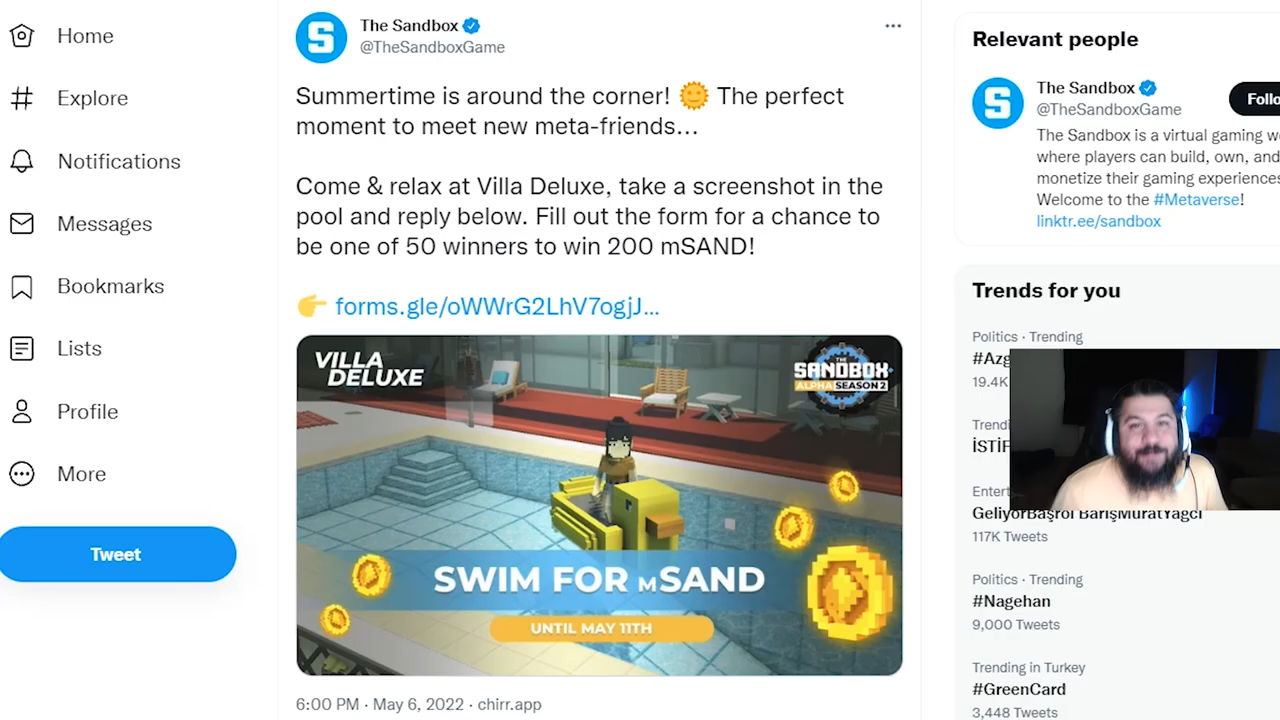 Home
Explore
Notifications
Messages
Bookmarks
Lists
Profile
More
Tweet
The Sandbox
@TheSandboxGame
Summertime is around the corner! 🌞 The perfect
moment to meet new meta-friends...
Come & relax at Villa Deluxe, take a screenshot in the
pool and reply below. Fill out the form for a chance to
be one of 50 winners to win 200 mSAND!
👉 forms.gle/oWWrG2LhV7ogjJ...
VILLA
DELUXE
THE
SANDBOX
ALPHA SEASON 2
SWIM FOR mSAND
UNTIL MAY 11TH
6:00 PM · May 6, 2022 · chirr.app
Relevant people
The Sandbox
@TheSandboxGame
Follo
The Sandbox is a virtual gaming wo
where players can build, own, and
monetize their gaming experiences
Welcome to the #Metaverse!
linktr.ee/sandbox
Trends for you
Politics · Trending
#Azg
19.4K
Trendi
İSTİF
Entert
GeliyorBaşrol BarışMuratYağcı
117K Tweets
Politics · Trending
#Nagehan
9,000 Tweets
Trending in Turkey
#GreenCard
3,448 Tweets